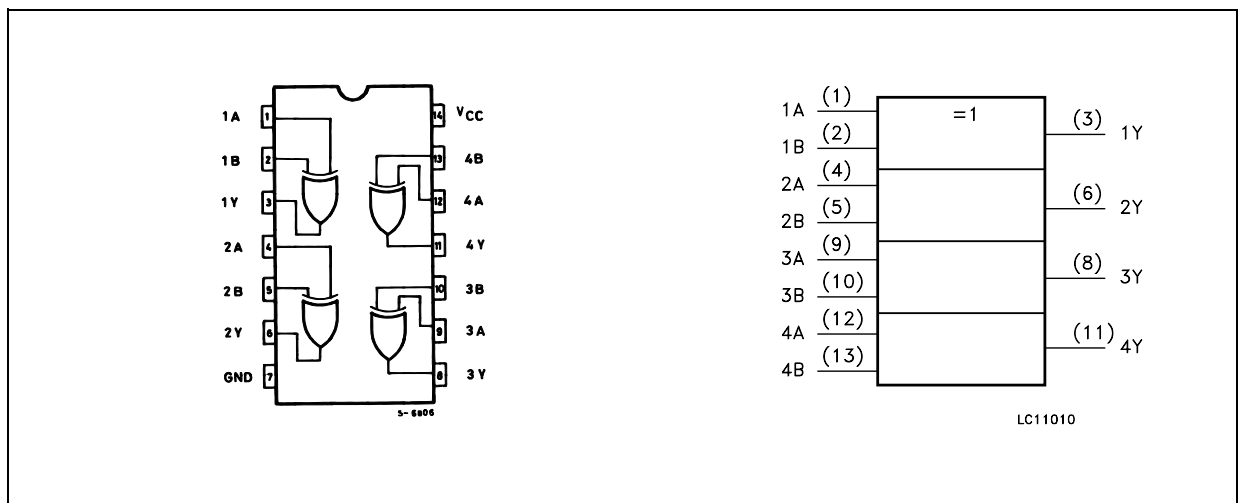 1A 1 14 VCC
1B 2 13 4B
1Y 3 12 4A
2A 4 11 4Y
2B 5 10 3B
2Y 6 9 3A
GND 7 8 3Y
S-6806
1A (1)
1B (2)
2A (4)
2B (5)
3A (9)
3B (10)
4A (12)
4B (13)
=1
(3) 1Y
(6) 2Y
(8) 3Y
(11) 4Y
LC11010